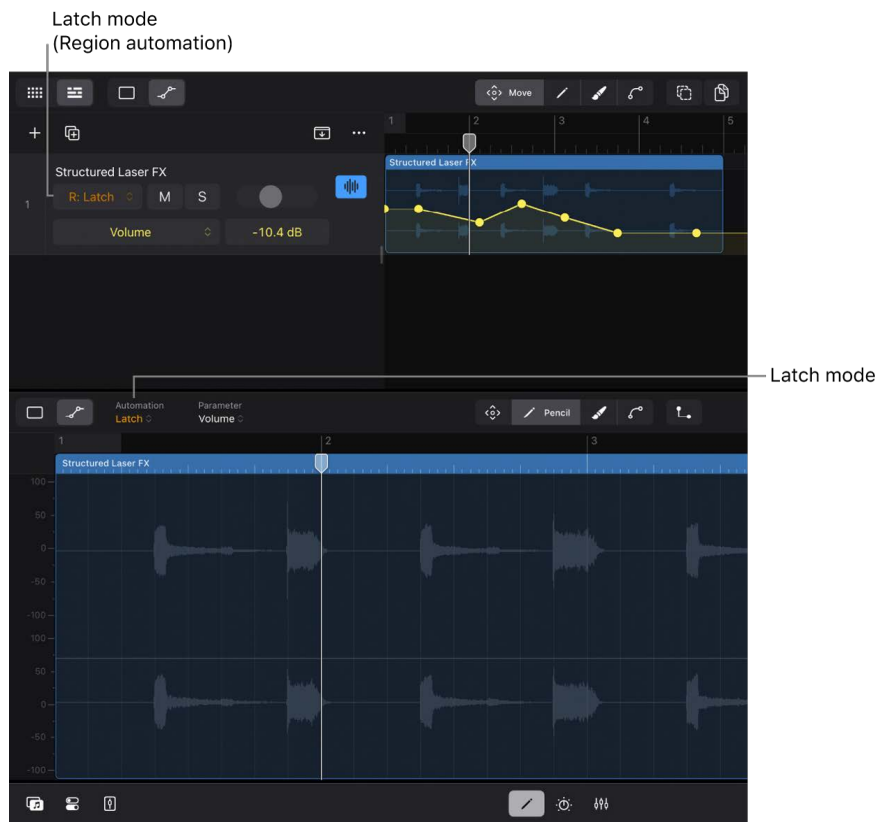 Latch mode
(Region automation)
Move
1 2 3 4 5
Structured Laser FX
Structured Laser FX
1 R: Latch M S
Volume -10.4 dB
Latch mode
Automation Parameter
Latch Volume
Pencil
1 2 3
Structured Laser FX
100
50
0
-50
-100
100
50
0
-50
-100